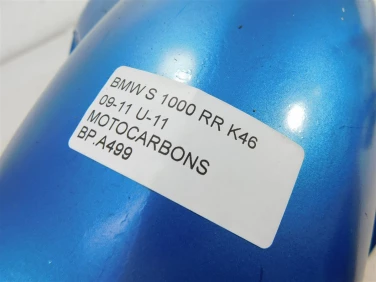 BMW S 1000 RR K46
09-11 U-11
MOTOCARBONS
BP.A499